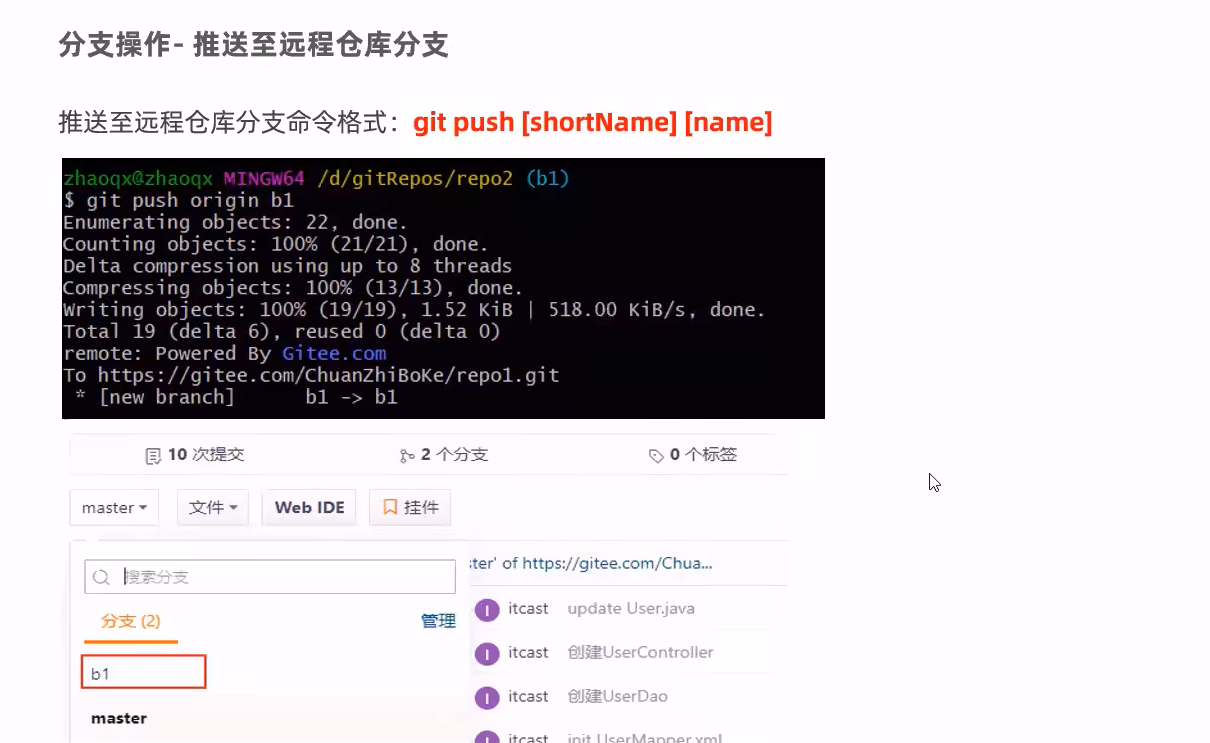 分支操作- 推送至远程仓库分支
推送至远程仓库分支命令格式：git push [shortName] [name]
zhaoqx@zhaoqx MINGW64 /d/gitRepos/repo2 (b1)
$ git push origin b1
Enumerating objects: 22, done.
Counting objects: 100% (21/21), done.
Delta compression using up to 8 threads
Compressing objects: 100% (13/13), done.
Writing objects: 100% (19/19), 1.52 KiB | 518.00 KiB/s, done.
Total 19 (delta 6), reused 0 (delta 0)
remote: Powered By Gitee.com
To https://gitee.com/ChuanZhiBoKe/repo1.git
* [new branch] b1 -> b1
10 次提交 2 个分支 0 个标签
master 文件 Web IDE 挂件
ster' of https://gitee.com/Chua...
搜索分支
分支 (2) 管理
b1
master
I itcast update User.java
I itcast 创建UserController
I itcast 创建UserDao
I itcast init UserMapper.xml